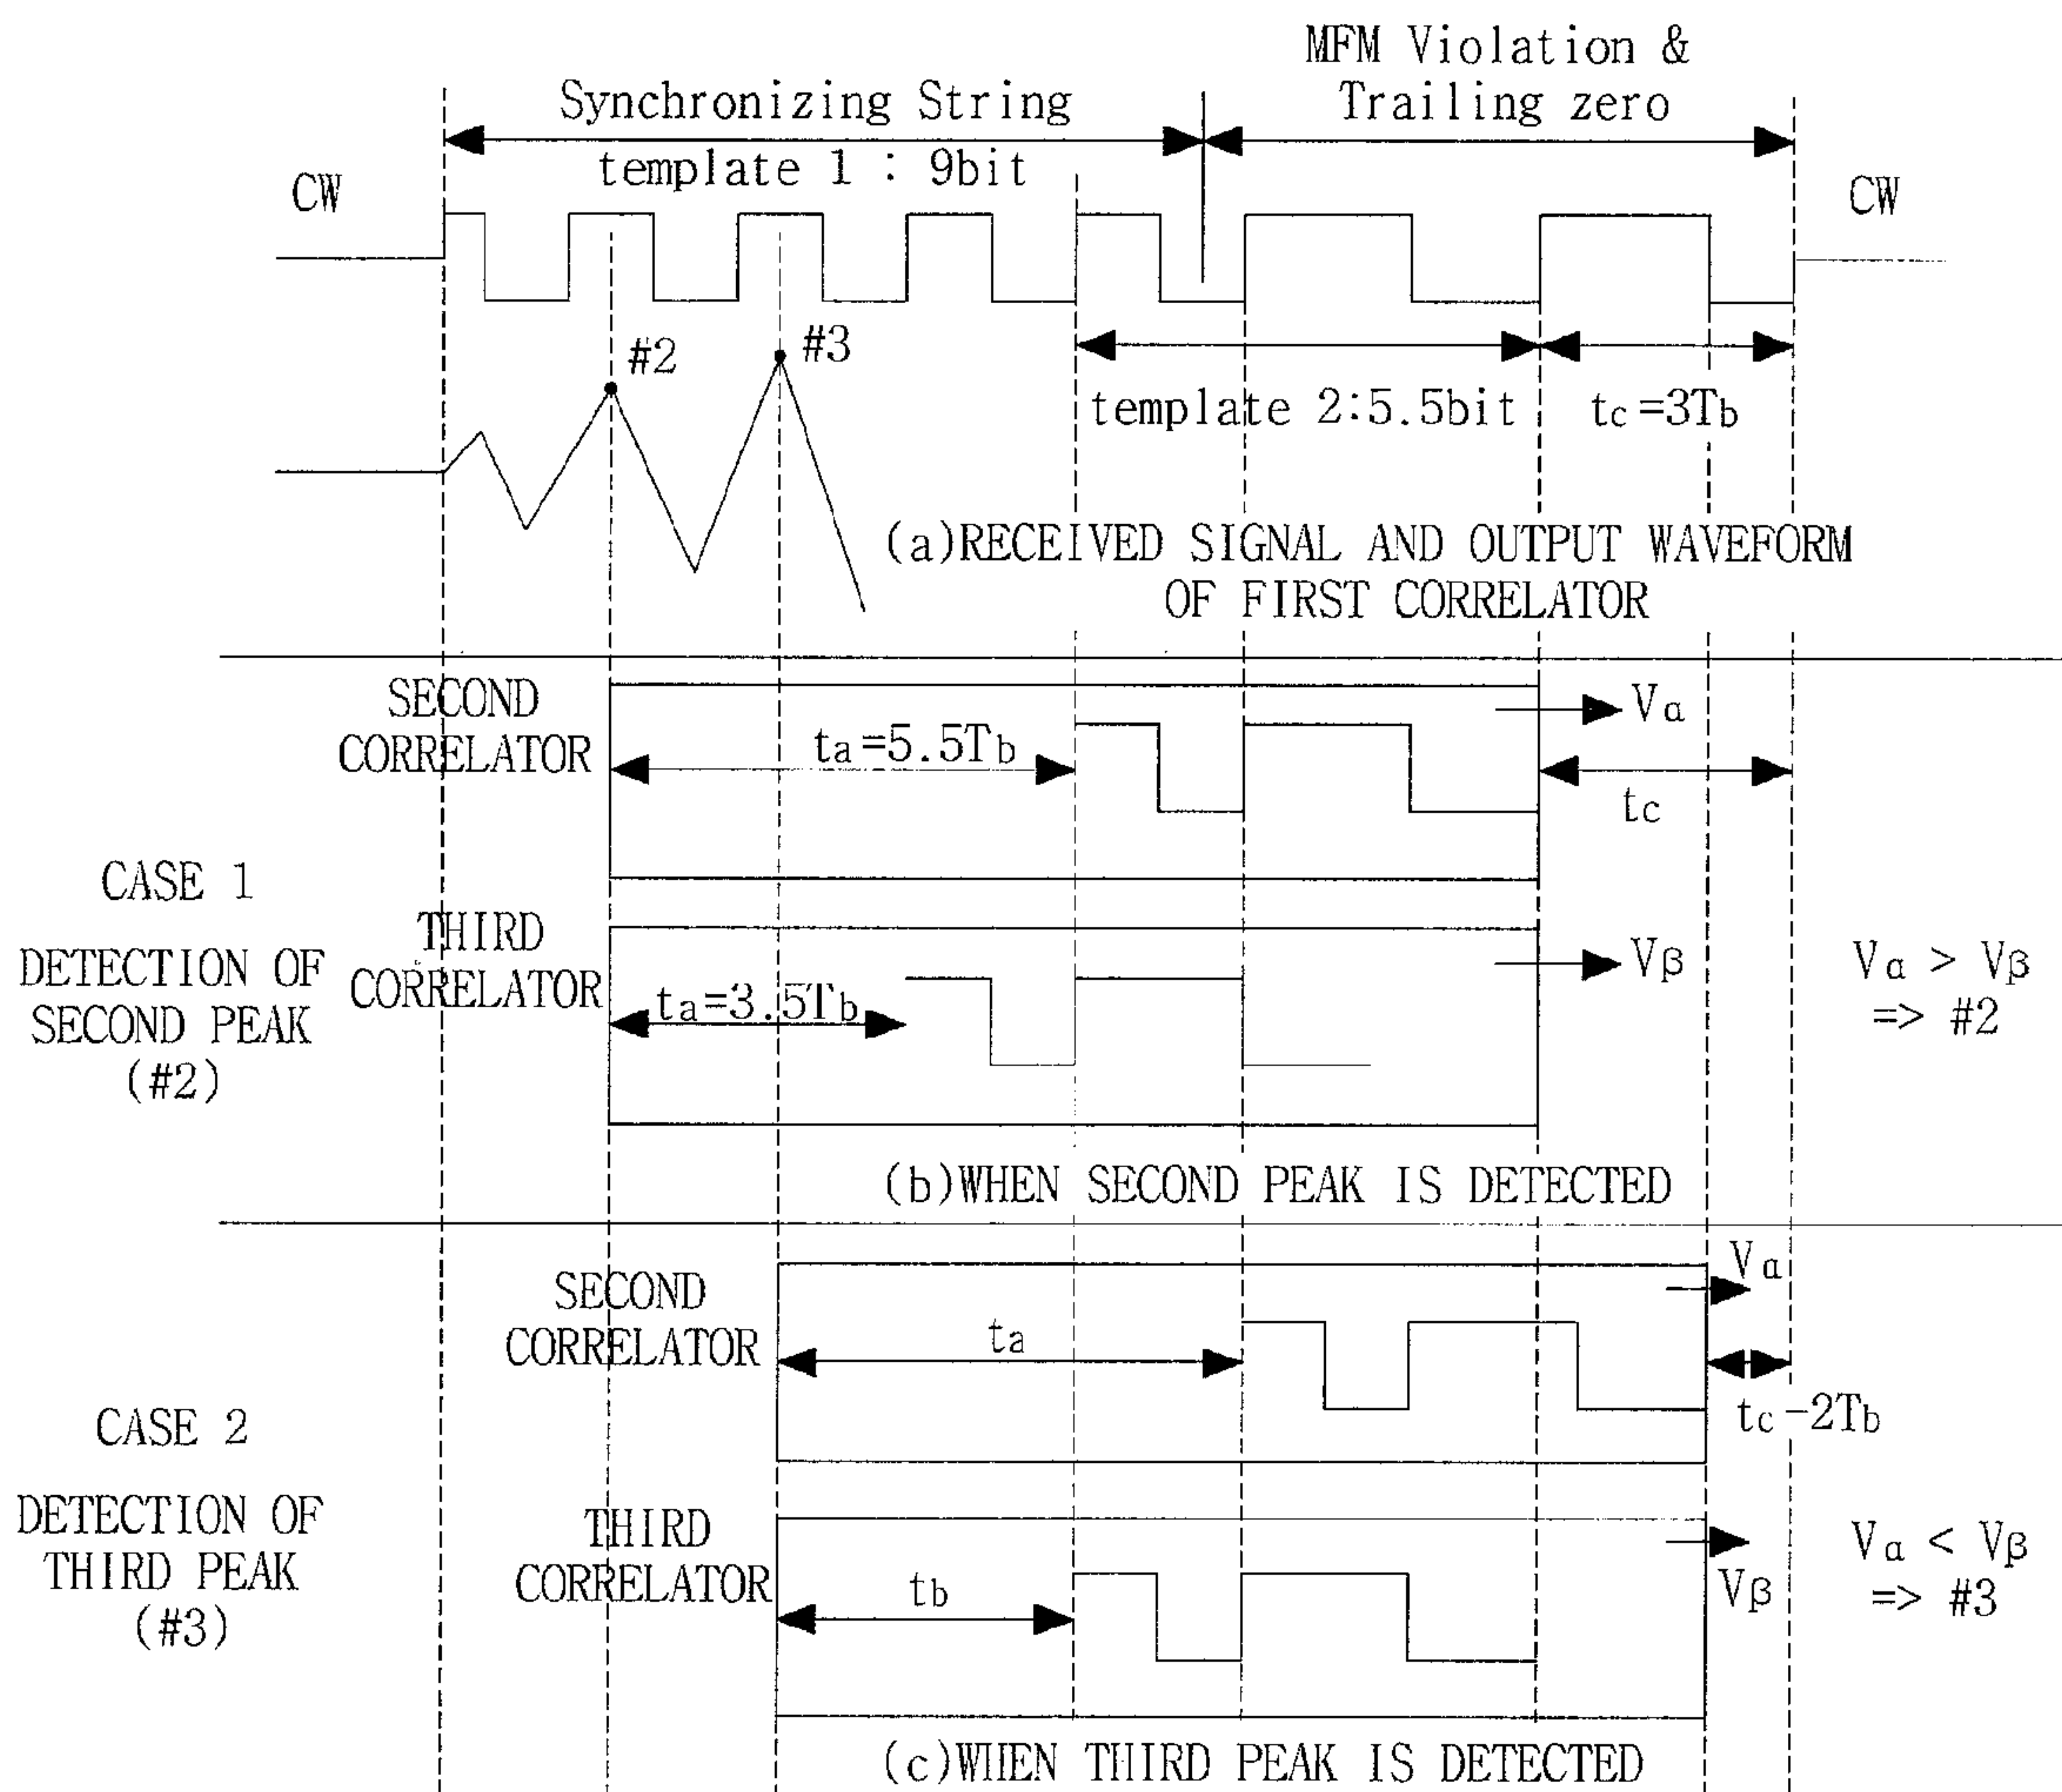 MFM Violation &
Trailing zero
Synchronizing String
template 1 : 9bit
CW
CW
#2
#3
template 2:5.5bit
tc=3Tb
(a)RECEIVED SIGNAL AND OUTPUT WAVEFORM
OF FIRST CORRELATOR
SECOND
CORRELATOR
ta=5.5Tb
Vα
tc
CASE 1
DETECTION OF
SECOND PEAK
(#2)
THIRD
CORRELATOR
ta=3.5Tb
Vβ
Vα > Vβ
=> #2
(b)WHEN SECOND PEAK IS DETECTED
SECOND
CORRELATOR
ta
Vα
tc-2Tb
CASE 2
DETECTION OF
THIRD PEAK
(#3)
THIRD
CORRELATOR
tb
Vβ
Vα < Vβ
=> #3
(c)WHEN THIRD PEAK IS DETECTED